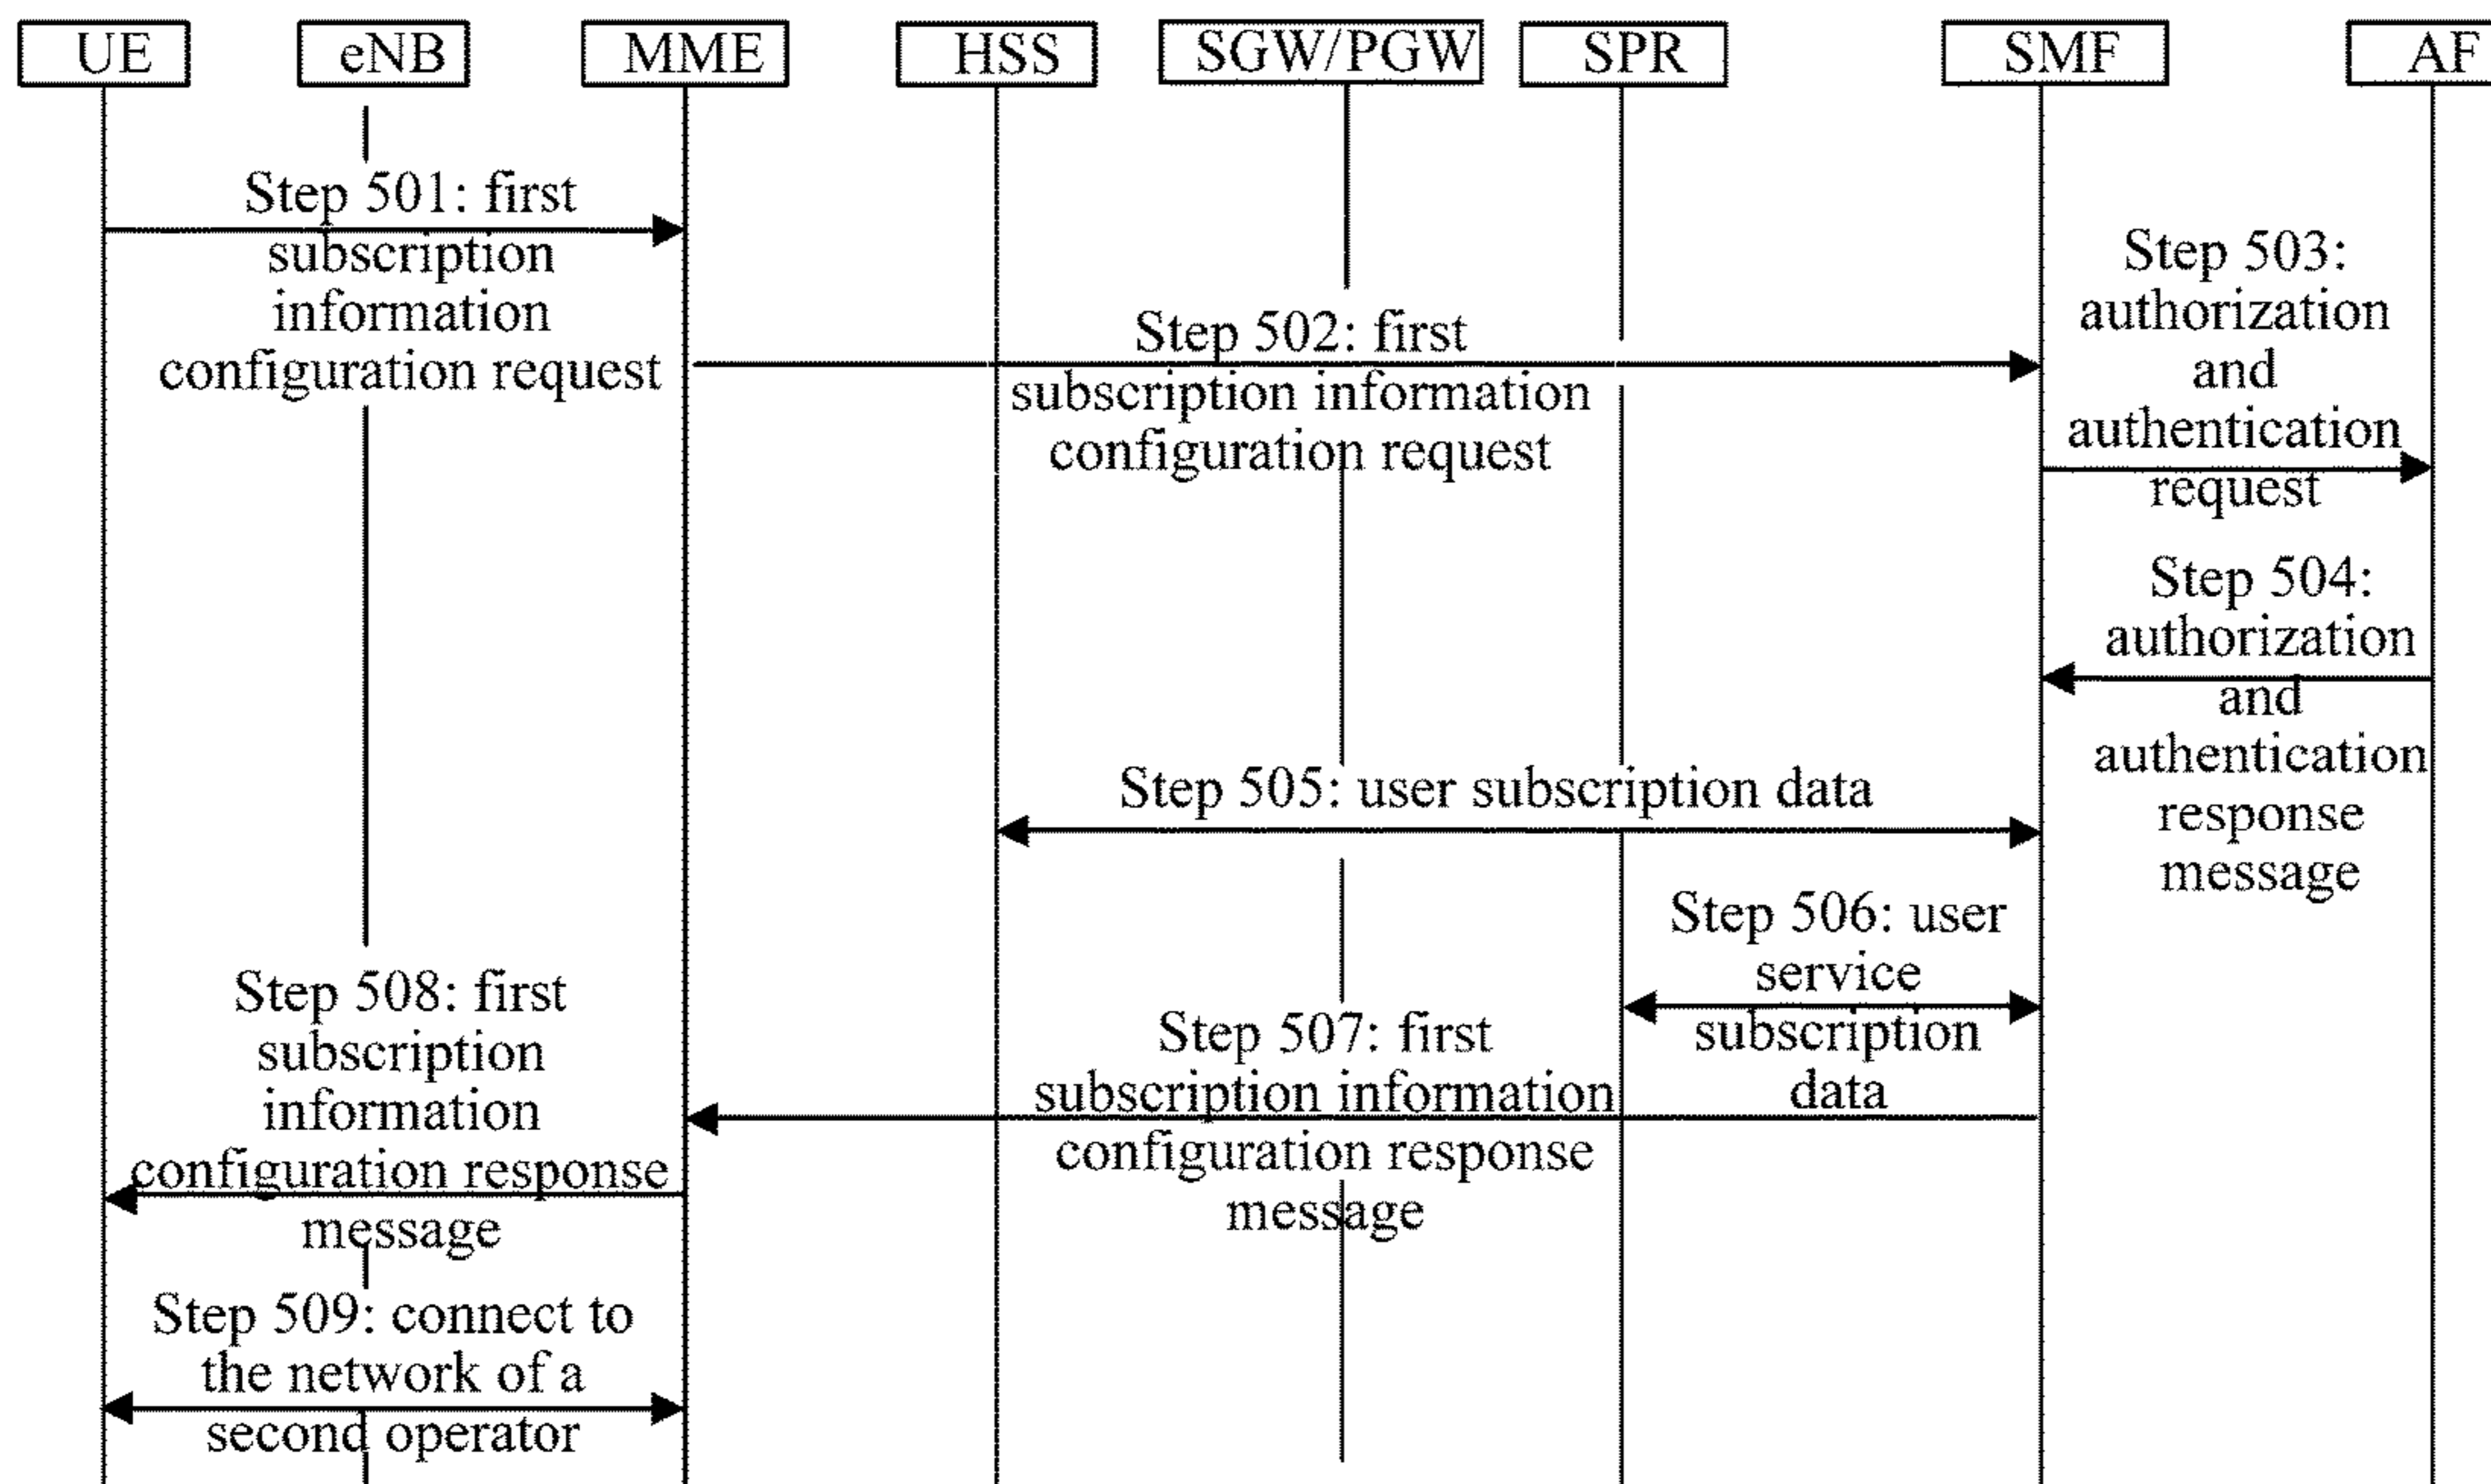 UE
eNB
MME
HSS
SGW/PGW
SPR
SMF
AF
Step 501: first
subscription
information
configuration request
Step 502: first
subscription information
configuration request
Step 503:
authorization
and
authentication
request
Step 504:
authorization
and
authentication
response
message
Step 505: user subscription data
Step 506: user
service
subscription
data
Step 507: first
subscription information
configuration response
message
Step 508: first
subscription
information
configuration response
message
Step 509: connect to
the network of a
second operator